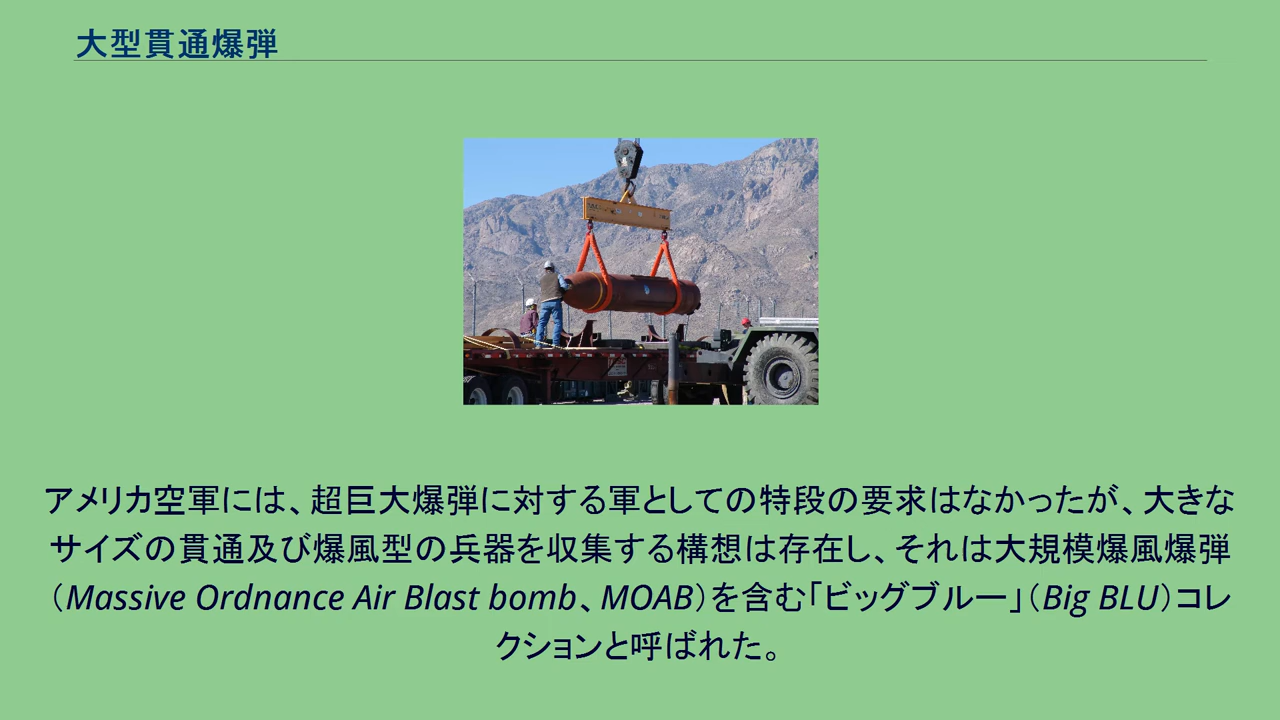 大型貫通爆弾
アメリカ空軍には、超巨大爆弾に対する軍としての特段の要求はなかったが、大きな
サイズの貫通及び爆風型の兵器を収集する構想は存在し、それは大規模爆風爆弾
（Massive Ordnance Air Blast bomb、MOAB）を含む「ビッグブルー」（Big BLU）コレ
クションと呼ばれた。